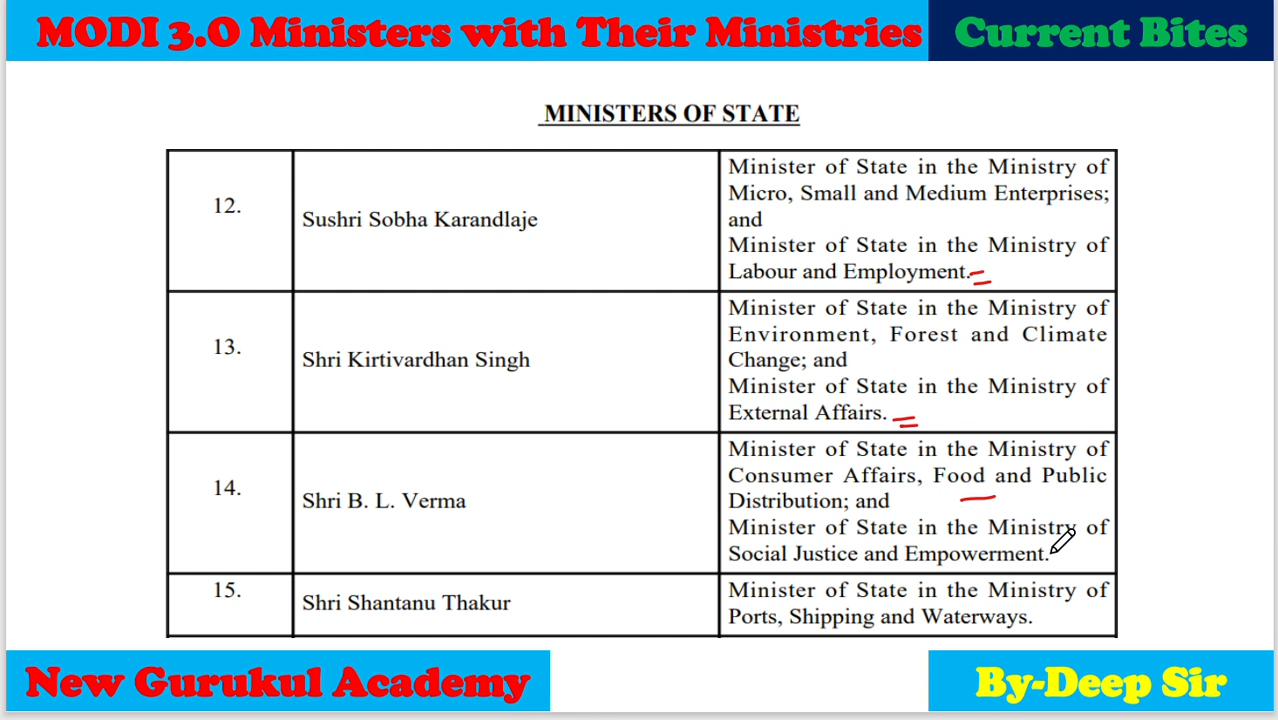 MODI 3.0 Ministers with Their Ministries
Current Bites
MINISTERS OF STATE
12.
Sushri Sobha Karandlaje
Minister of State in the Ministry of
Micro, Small and Medium Enterprises;
and
Minister of State in the Ministry of
Labour and Employment.
13.
Shri Kirtivardhan Singh
Minister of State in the Ministry of
Environment, Forest and Climate
Change; and
Minister of State in the Ministry of
External Affairs.
14.
Shri B. L. Verma
Minister of State in the Ministry of
Consumer Affairs, Food and Public
Distribution; and
Minister of State in the Ministry of
Social Justice and Empowerment.
15.
Shri Shantanu Thakur
Minister of State in the Ministry of
Ports, Shipping and Waterways.
New Gurukul Academy
By-Deep Sir